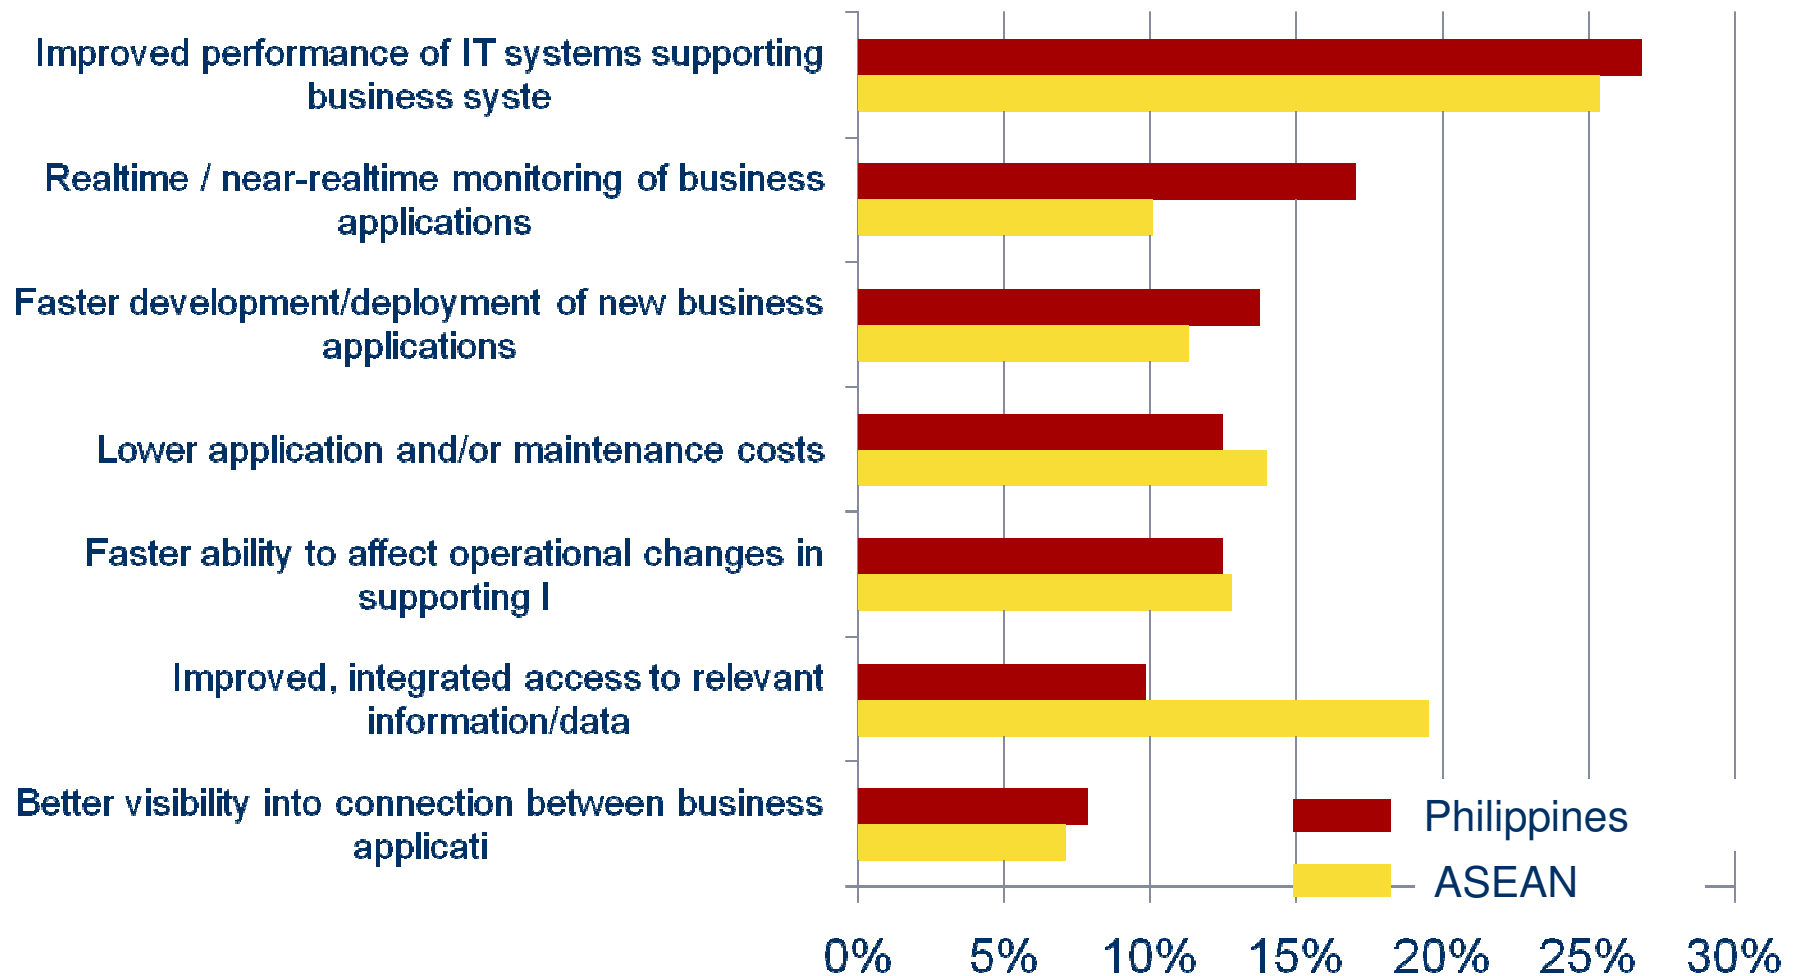 Improved performance of IT systems supporting
business syste
Realtime / near-realtime monitoring of business
applications
Faster development/deployment of new business
applications
Lower application and/or maintenance costs
Faster ability to affect operational changes in
supporting I
Improved, integrated access to relevant
information/data
Better visibility into connection between business
applicati
Philippines
ASEAN
0% 5% 10% 15% 20% 25% 30%